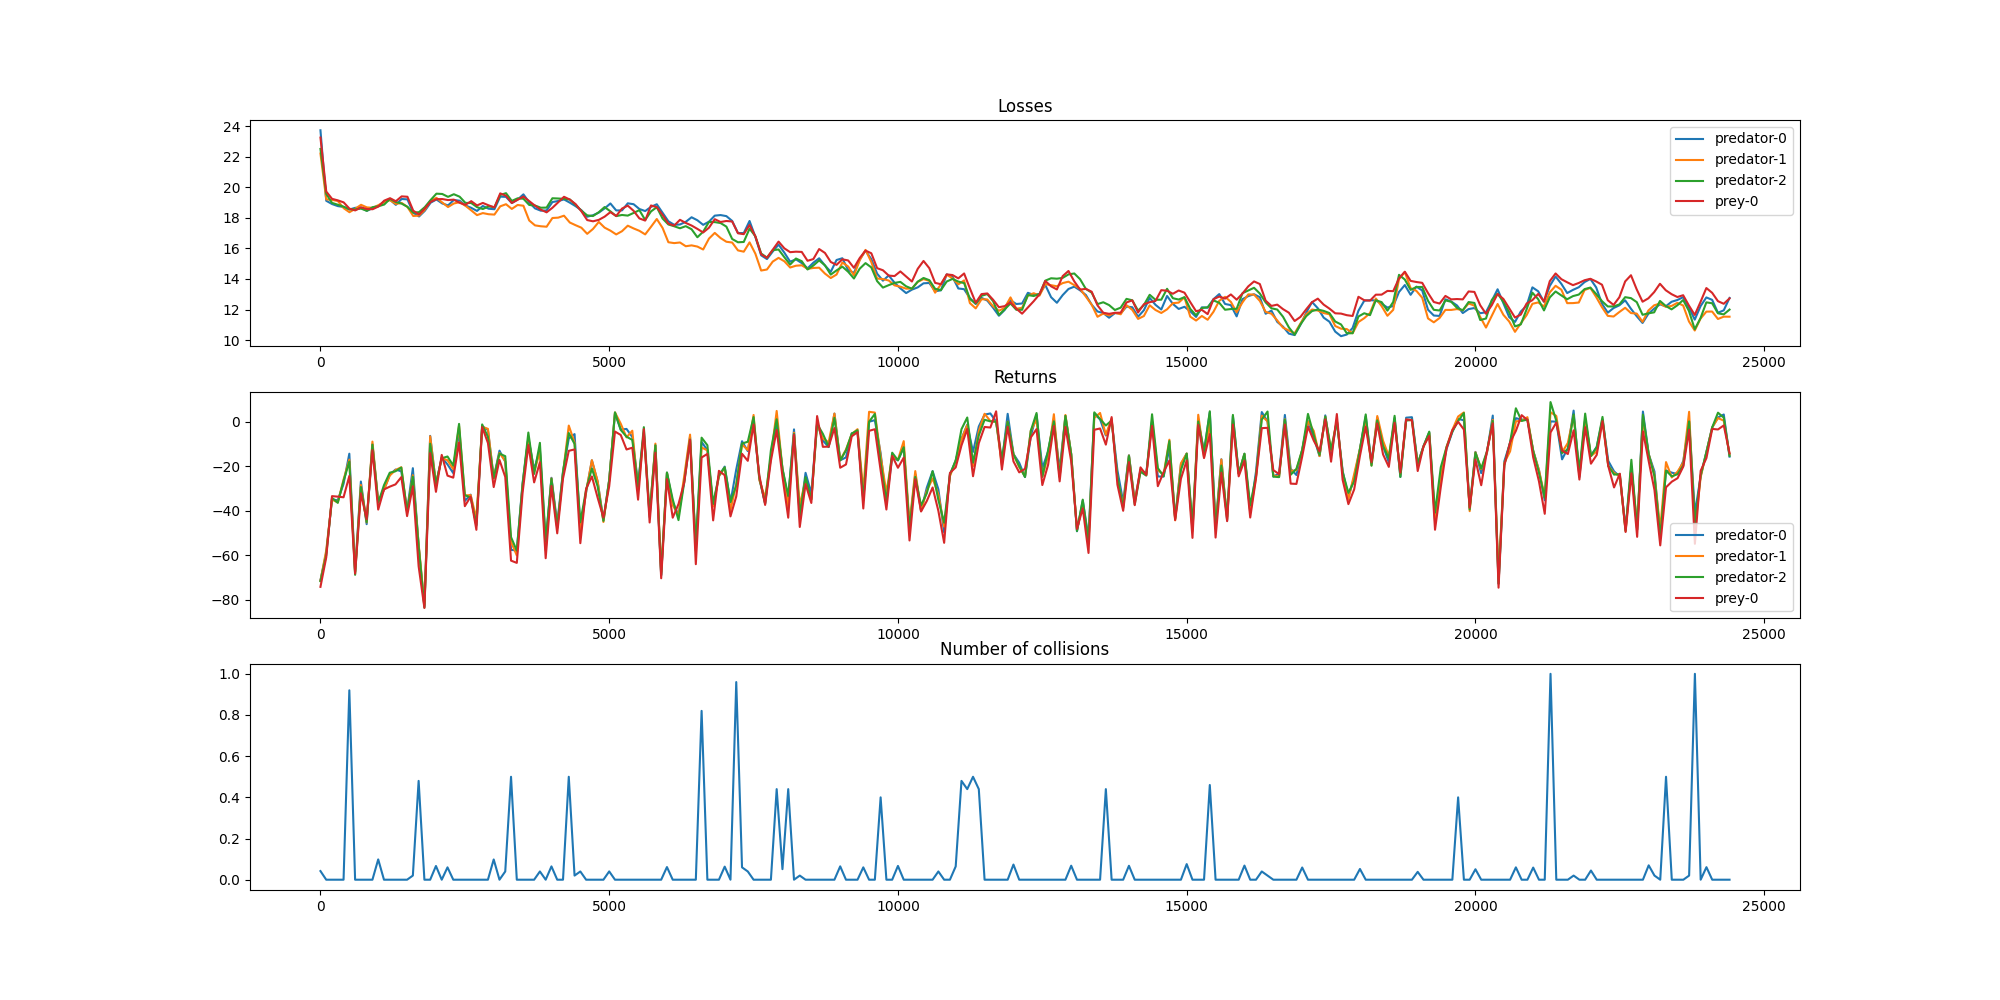 Losses
24
22
20
18
16
14
12
10
0 5000 10000 15000 20000 25000
predator-0
predator-1
predator-2
prey-0
Returns
0
−20
−40
−60
−80
0 5000 10000 15000 20000 25000
predator-0
predator-1
predator-2
prey-0
Number of collisions
1.0
0.8
0.6
0.4
0.2
0.0
0 5000 10000 15000 20000 25000